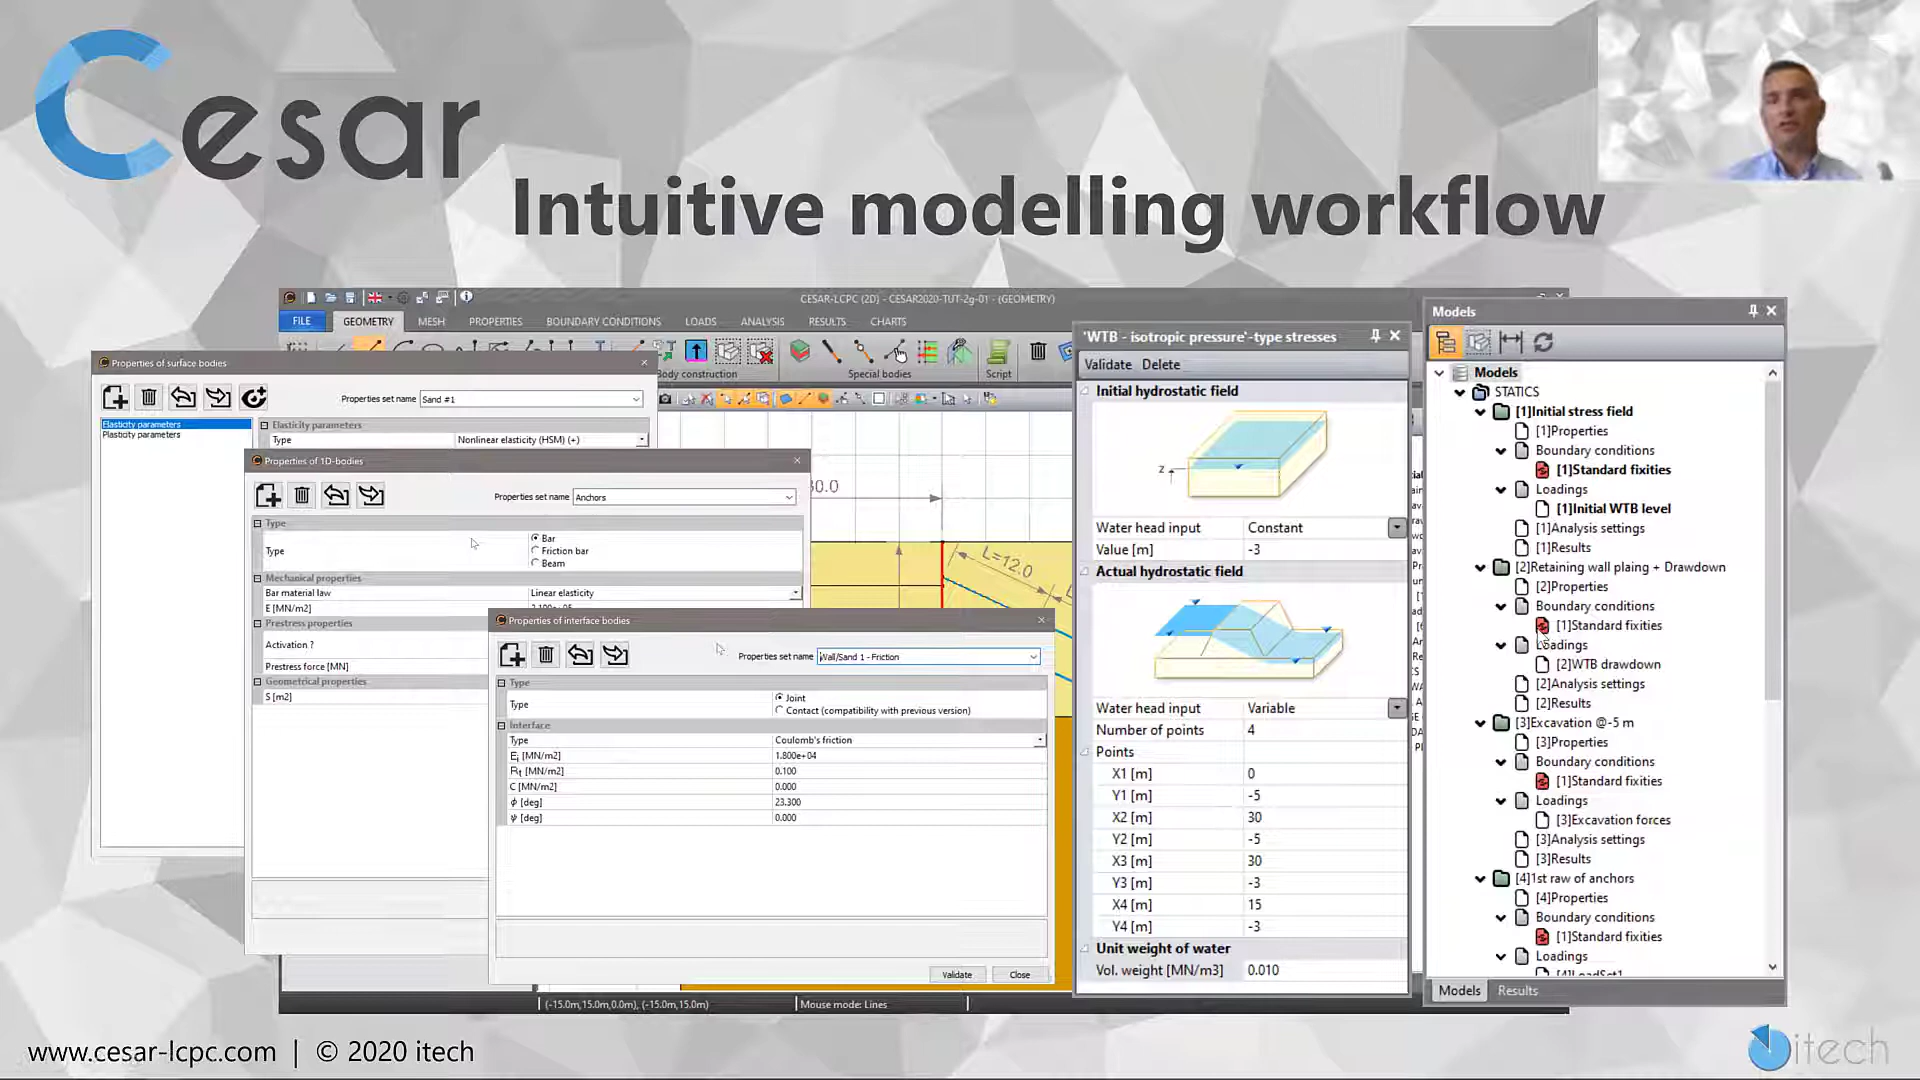 Cesar
Intuitive modelling workflow
CESAR-LCPC (2D) - CESAR2020-TUT-2g-01 - (GEOMETRY)
FILE
GEOMETRY
MESH
PROPERTIES
BOUNDARY CONDITIONS
LOADS
ANALYSIS
RESULTS
CHARTS
Body construction
Special bodies
Script
Properties of surface bodies
Properties set name
Sand #1
Elasticity parameters
Plasticity parameters
Elasticity parameters
Type
Nonlinear elasticity (HSM) (+)
Properties of 1D-bodies
Properties set name
Anchors
Type
Type
Bar
Friction bar
Beam
Mechanical properties
Bar material law
Linear elasticity
E [MN/m2]
Prestress properties
Activation ?
Prestress force [MN]
Geometrical properties
S [m2]
L=12.0
Properties of interface bodies
Properties set name
Wall/Sand 1 - Friction
Type
Type
Joint
Contact (compatibility with previous version)
Interface
Type
Coulomb's friction
Ei [MN/m2]
1.800e+04
Rt [MN/m2]
0.100
C [MN/m2]
0.000
ϕ [deg]
23.300
ψ [deg]
0.000
Validate
Close
(-15.0m,15.0m,0.0m), (-15.0m,15.0m)
Mouse mode: Lines
'WTB - isotropic pressure'-type stresses
Validate Delete
Initial hydrostatic field
z
Water head input Constant
Value [m] -3
Actual hydrostatic field
Water head input Variable
Number of points 4
Points
X1 [m] 0
Y1 [m] -5
X2 [m] 30
Y2 [m] -5
X3 [m] 30
Y3 [m] -3
X4 [m] 15
Y4 [m] -3
Unit weight of water
Vol. weight [MN/m3] 0.010
Models
Models
STATICS
[1]Initial stress field
[1]Properties
Boundary conditions
[1]Standard fixities
Loadings
[1]Initial WTB level
[1]Analysis settings
[1]Results
[2]Retaining wall plaing + Drawdown
[2]Properties
Boundary conditions
[1]Standard fixities
Loadings
[2]WTB drawdown
[2]Analysis settings
[2]Results
[3]Excavation @-5 m
[3]Properties
Boundary conditions
[1]Standard fixities
Loadings
[3]Excavation forces
[3]Analysis settings
[3]Results
[4]1st raw of anchors
[4]Properties
Boundary conditions
[1]Standard fixities
Loadings
[4]LoadSet1
Models Results
www.cesar-lcpc.com | © 2020 itech
itech